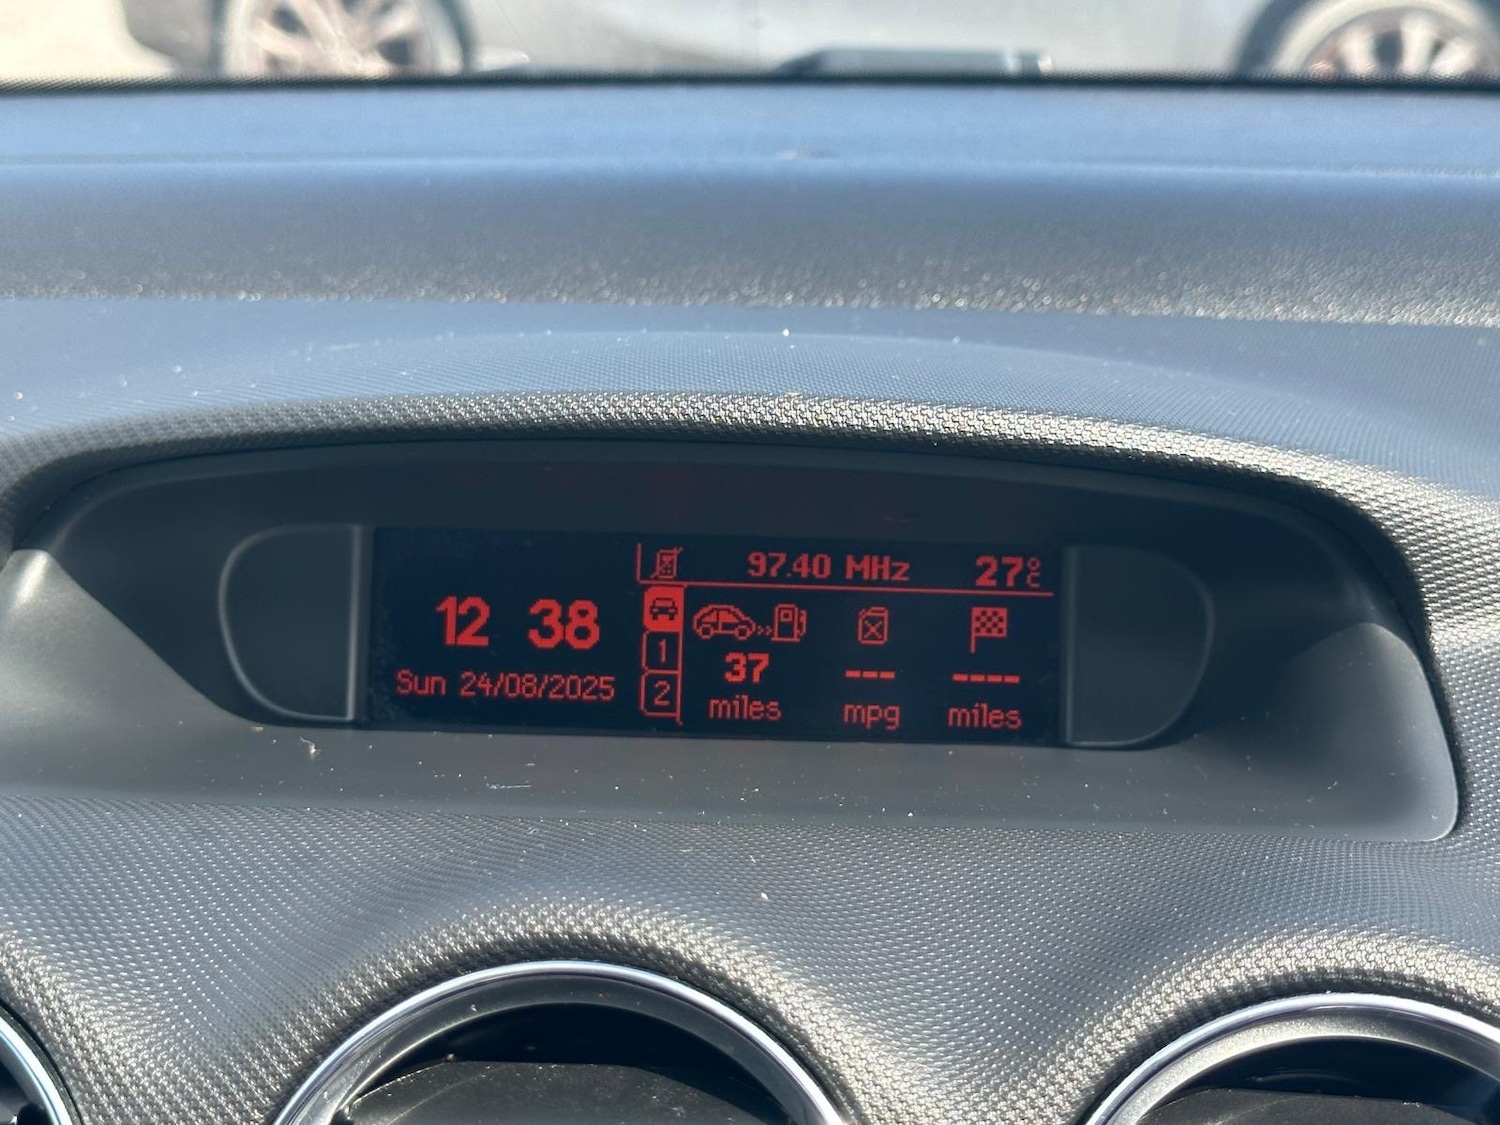 97.40 MHz 27°C
12 38
Sun 24/08/2025
1
2
37 --- ----
miles mpg miles